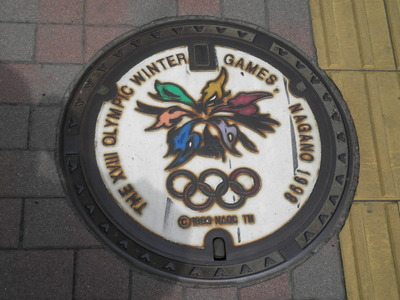 THE XVIII OLYMPIC WINTER GAMES, NAGANO 1998
©1993 NAOC TM